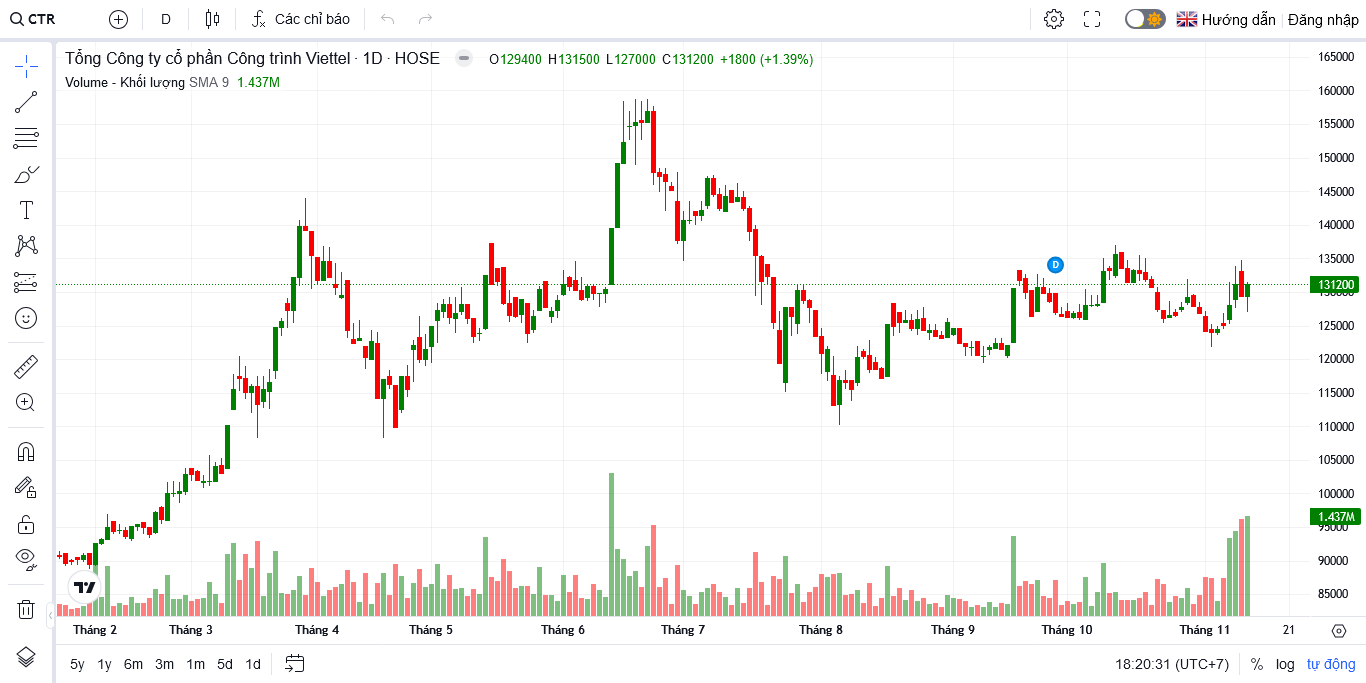 CTR D Các chỉ báo Hướng dẫn Đăng nhập
Tổng Công ty cổ phần Công trình Viettel · 1D · HOSE O129400 H131500 L127000 C131200 +1800 (+1.39%)
Volume - Khối lượng SMA 9 1.437M
165000
160000
155000
150000
145000
140000
135000
131200
130000
125000
120000
115000
110000
105000
100000
1.437M
95000
90000
85000
D
Tháng 2 Tháng 3 Tháng 4 Tháng 5 Tháng 6 Tháng 7 Tháng 8 Tháng 9 Tháng 10 Tháng 11 21
5y 1y 6m 3m 1m 5d 1d 18:20:31 (UTC+7) % log tự động